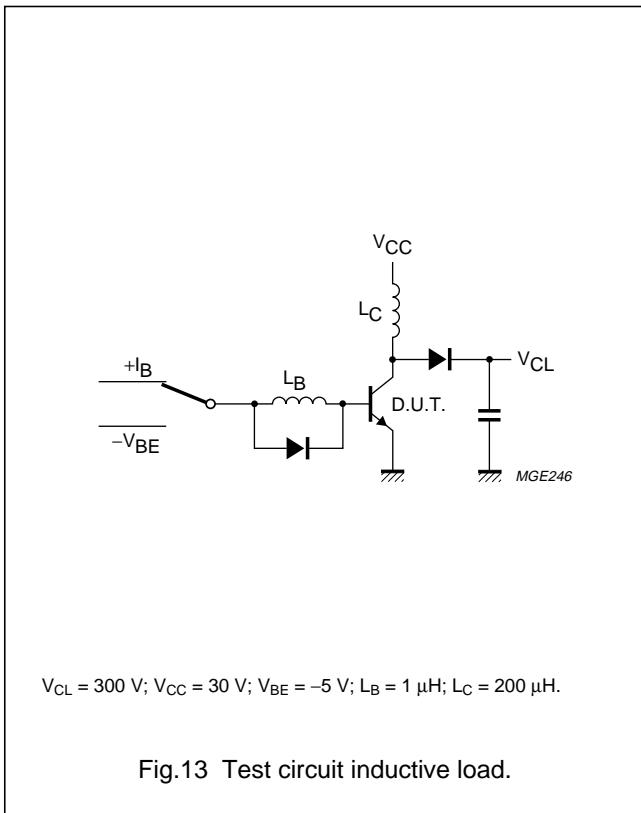 VCC
LC
+IB
LB
VCL
D.U.T.
−VBE
MGE246
VCL = 300 V; VCC = 30 V; VBE = −5 V; LB = 1 μH; LC = 200 μH.
Fig.13 Test circuit inductive load.